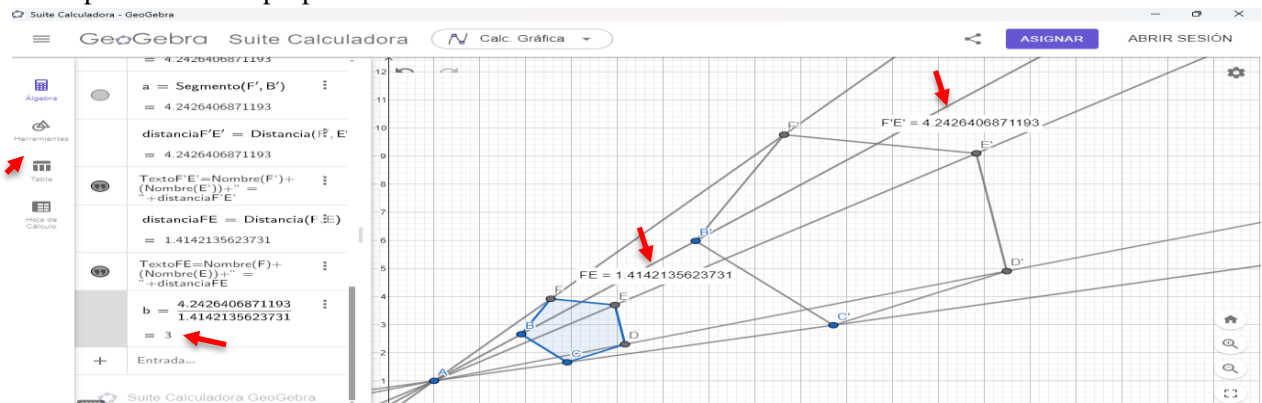 Suite Calculadora - GeoGebra
GeoGebra Suite Calculadora
Calc. Gráfica
ASIGNAR
ABRIR SESIÓN
Álgebra
Herramientas
Tabla
Hoja de
Cálculo
= 4.2426406871193
a = Segmento(F′, B′)
= 4.2426406871193
distanciaF′E′ = Distancia(F′, E′
= 4.2426406871193
TextoF'E'=Nombre(F')+
(Nombre(E'))+" =
"+distanciaF'E'
distanciaFE = Distancia(F, E)
= 1.4142135623731
TextoFE=Nombre(F)+
(Nombre(E))+" =
"+distanciaFE
b = 4.2426406871193
1.4142135623731
= 3
+ Entrada...
Suite Calculadora GeoGebra
12
11
10
9
8
7
6
5
4
3
2
1
F'
F'E' = 4.2426406871193
E'
B'
FE = 1.4142135623731
D'
F
E
C'
B
D
C
A